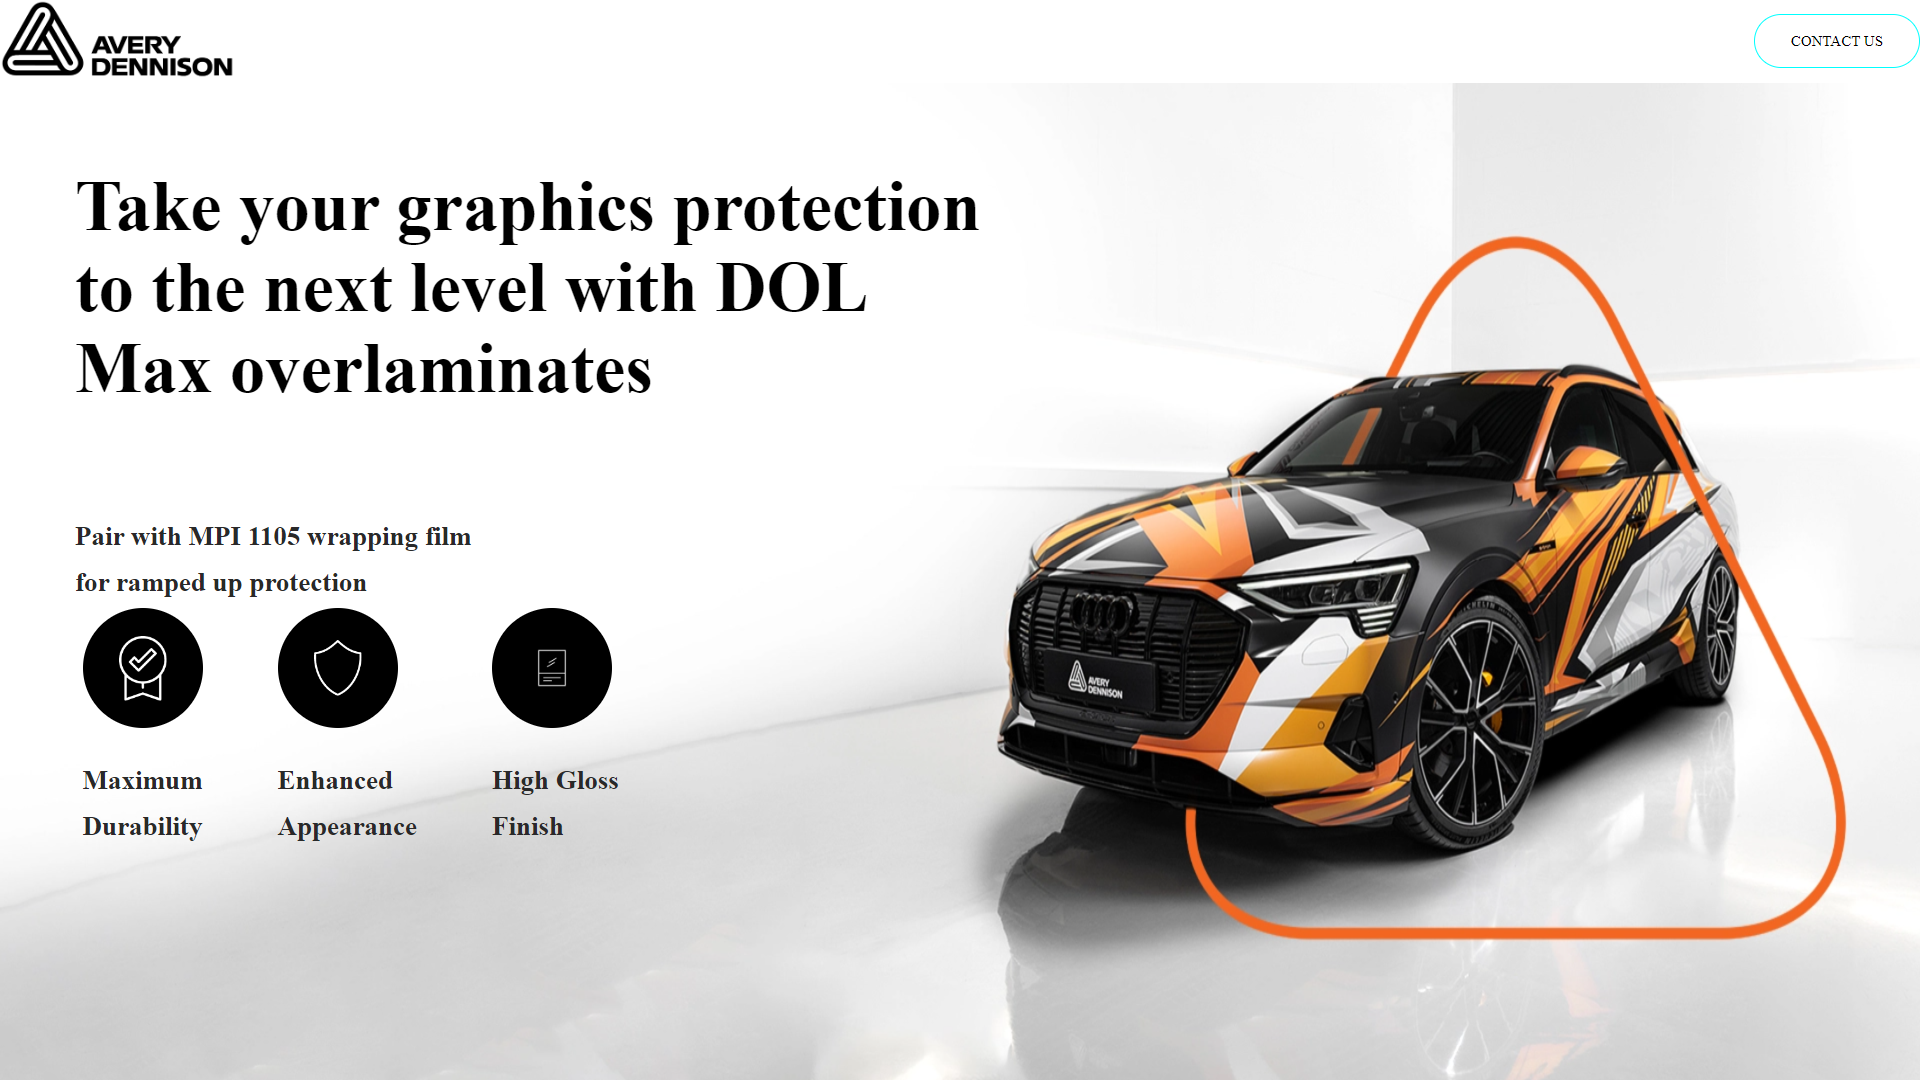 AVERY
DENNISON
CONTACT US
Take your graphics protection
to the next level with DOL
Max overlaminates
Pair with MPI 1105 wrapping film
for ramped up protection
Maximum
Durability
Enhanced
Appearance
High Gloss
Finish
AVERY
DENNISON